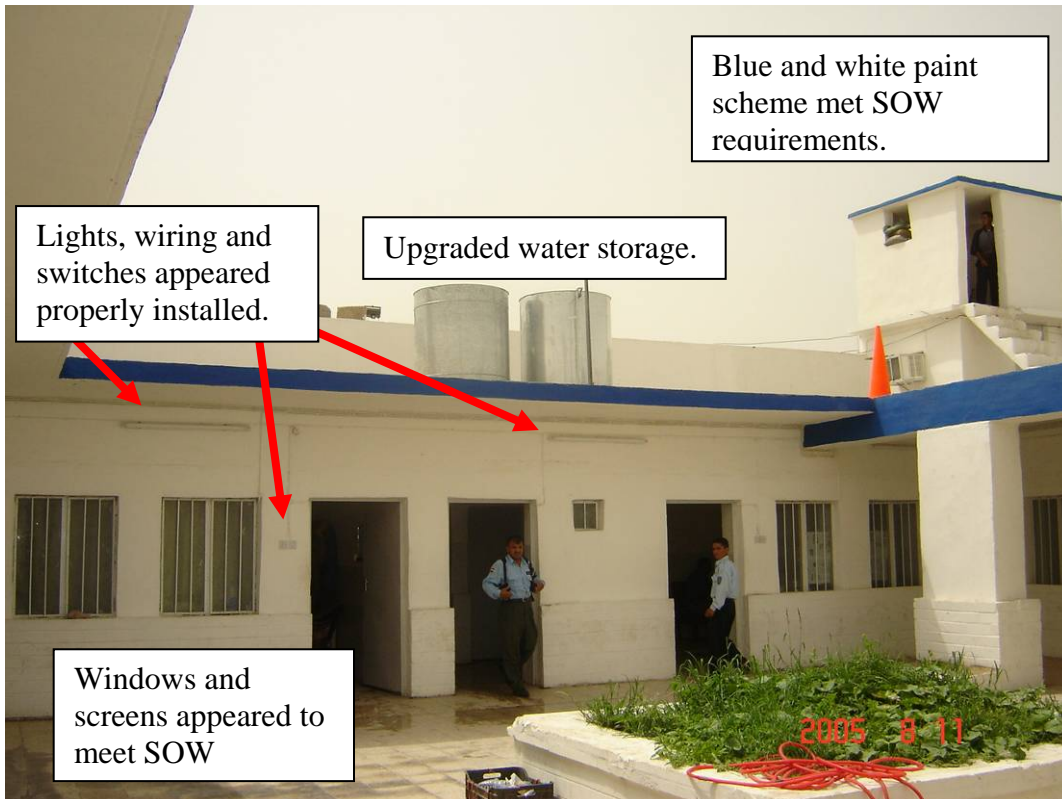 Blue and white paint
scheme met SOW
requirements.
Lights, wiring and
switches appeared
properly installed.
Upgraded water storage.
Windows and
screens appeared to
meet SOW
2005 8 11